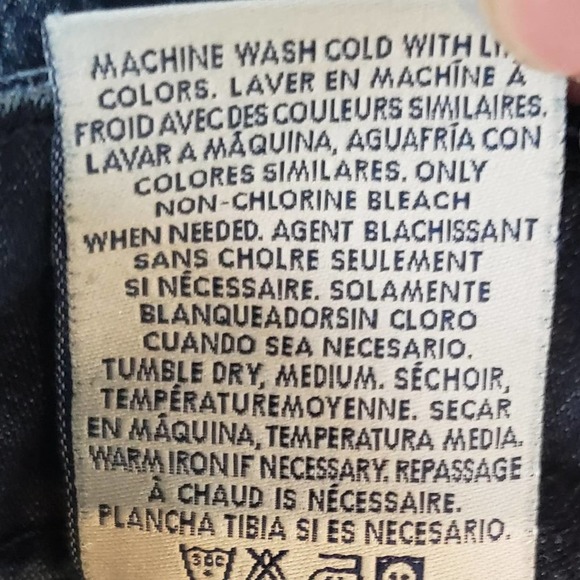 MACHINE WASH COLD WITH
COLORS. LAVER EN MACHÎNE À
FROID AVEC DES COULEURS SIMILAIRES.
LAVAR A MÁQUINA, AGUAFRÍA CON
COLORES SIMILARES. ONLY
NON-CHLORINE BLEACH
WHEN NEEDED. AGENT BLACHISSANT
SANS CHOLRE SEULEMENT
SI NÉCESSAIRE. SOLAMENTE
BLANQUEADORSIN CLORO
CUANDO SEA NECESARIO.
TUMBLE DRY, MEDIUM. SÉCHOIR,
TEMPÉRATUREMOYENNE. SECAR
EN MÁQUINA, TEMPERATURA MEDIA.
WARM IRON IF NECESSARY. REPASSAGE
À CHAUD IS NÉCESSAIRE.
PLANCHA TIBIA SI ES NECESARIO.